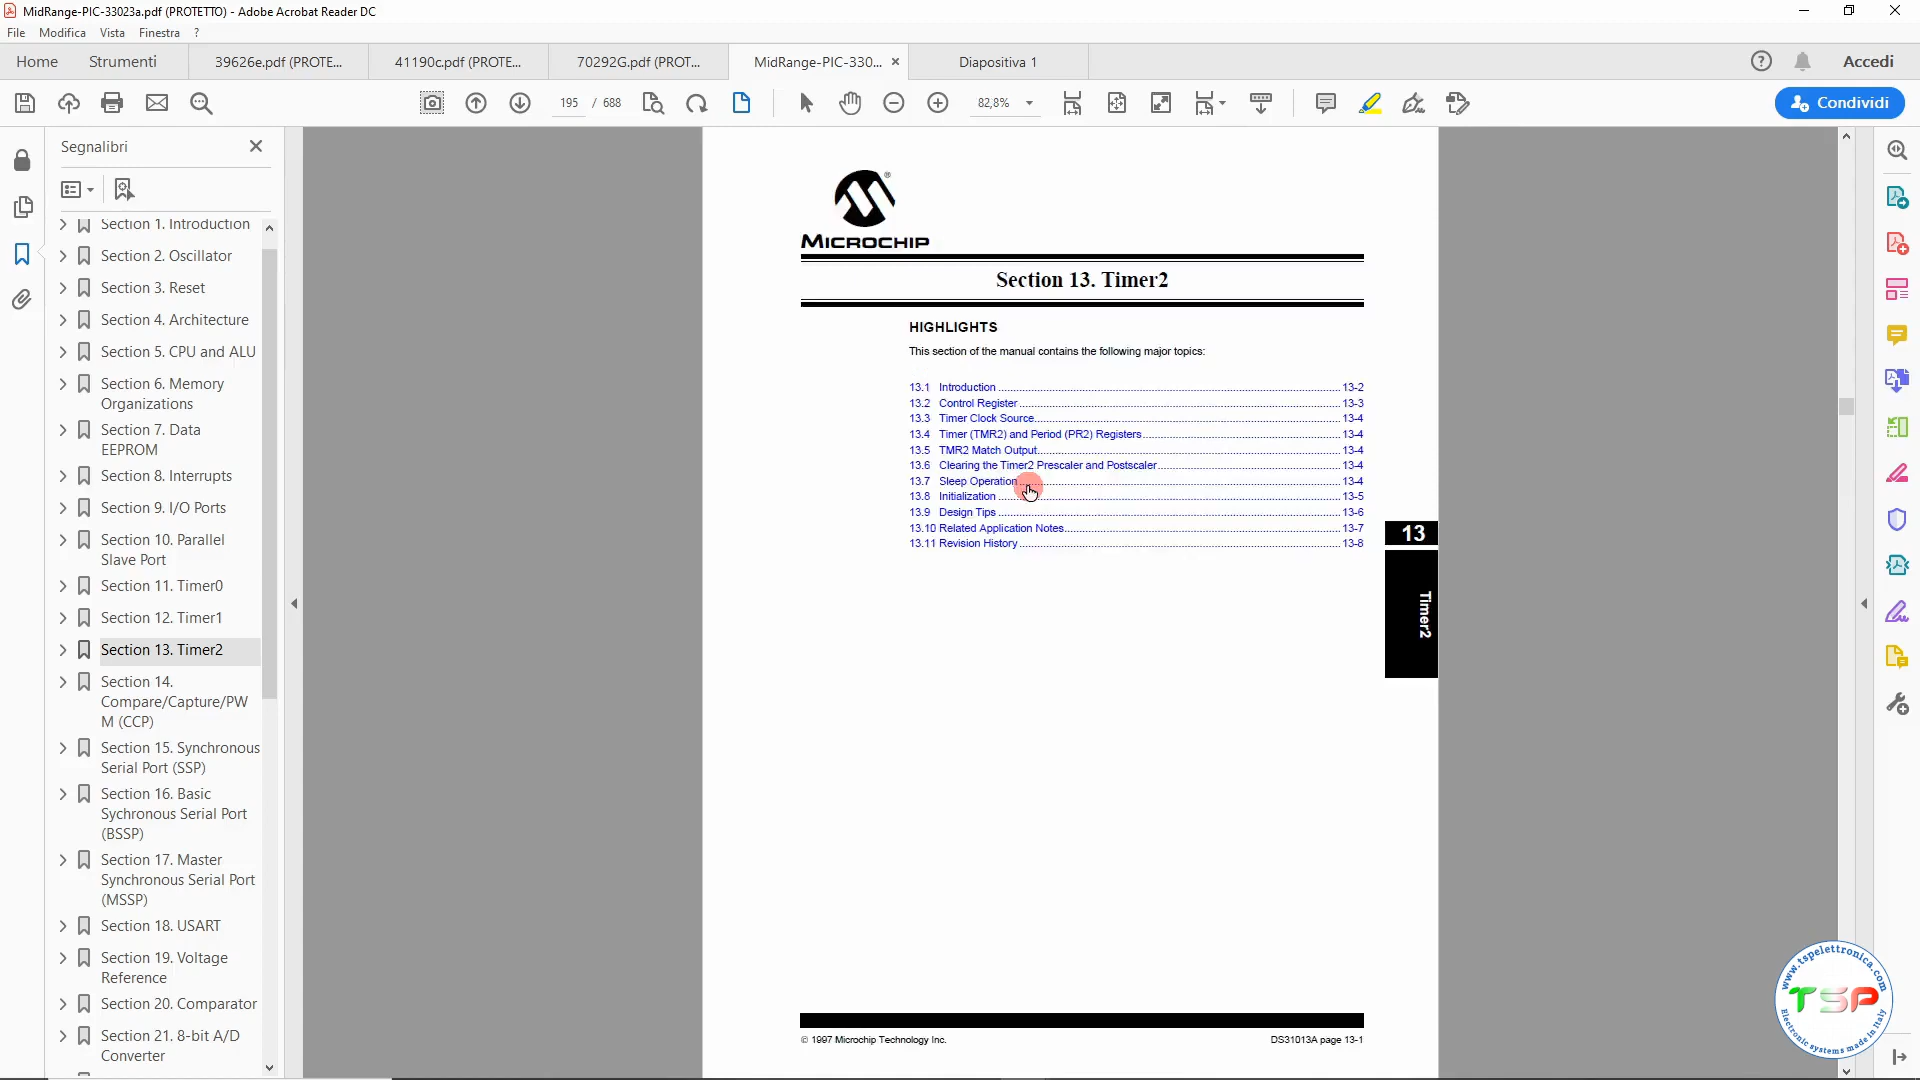 MidRange-PIC-33023a.pdf (PROTETTO) - Adobe Acrobat Reader DC
File Modifica Vista Finestra ?
Home Strumenti 39626e.pdf (PROTE... 41190c.pdf (PROTE... 70292G.pdf (PROT... MidRange-PIC-330... Diapositiva 1 Accedi
195 / 688 82,8% Condividi
Segnalibri
Section 1. Introduction
Section 2. Oscillator
Section 3. Reset
Section 4. Architecture
Section 5. CPU and ALU
Section 6. Memory
Organizations
Section 7. Data
EEPROM
Section 8. Interrupts
Section 9. I/O Ports
Section 10. Parallel
Slave Port
Section 11. Timer0
Section 12. Timer1
Section 13. Timer2
Section 14.
Compare/Capture/PW
M (CCP)
Section 15. Synchronous
Serial Port (SSP)
Section 16. Basic
Sychronous Serial Port
(BSSP)
Section 17. Master
Synchronous Serial Port
(MSSP)
Section 18. USART
Section 19. Voltage
Reference
Section 20. Comparator
Section 21. 8-bit A/D
Converter
MICROCHIP
Section 13. Timer2
HIGHLIGHTS
This section of the manual contains the following major topics:
13.1 Introduction 13-2
13.2 Control Register 13-3
13.3 Timer Clock Source 13-4
13.4 Timer (TMR2) and Period (PR2) Registers 13-4
13.5 TMR2 Match Output 13-4
13.6 Clearing the Timer2 Prescaler and Postscaler 13-4
13.7 Sleep Operation 13-4
13.8 Initialization 13-5
13.9 Design Tips 13-6
13.10 Related Application Notes 13-7
13.11 Revision History 13-8
13
Timer2
© 1997 Microchip Technology Inc. DS31013A page 13-1
www.tspelettronica.com
TSP
Electronic systems made in Italy